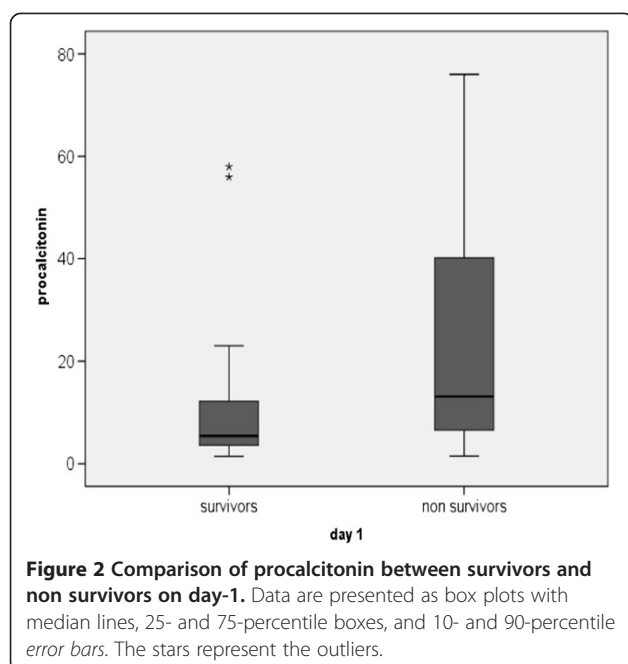 80
60
40
20
0
procalcitonin
*
*
survivors
non survivors
day 1
Figure 2 Comparison of procalcitonin between survivors and
non survivors on day-1. Data are presented as box plots with
median lines, 25- and 75-percentile boxes, and 10- and 90-percentile
error bars. The stars represent the outliers.